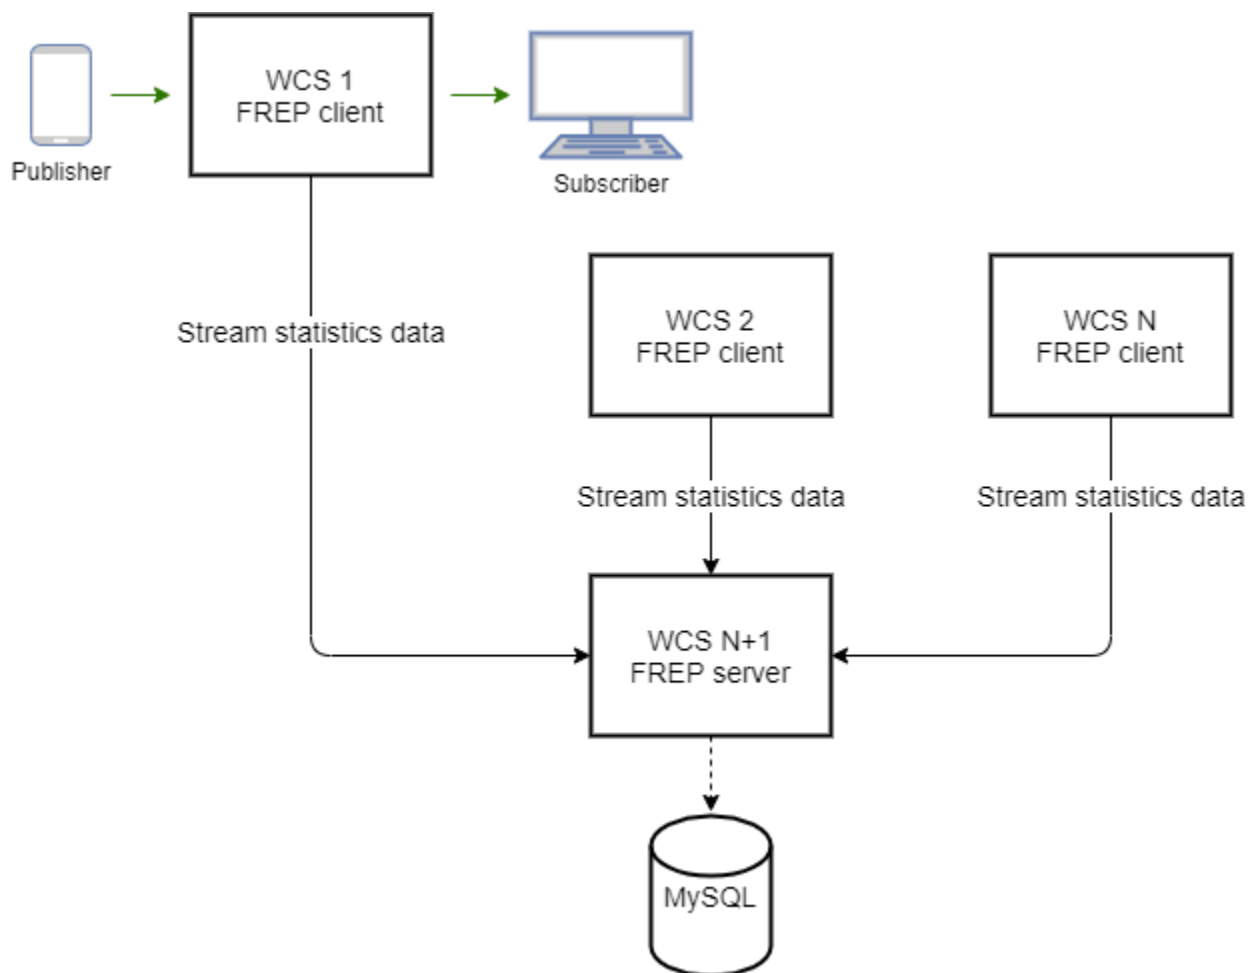 WCS 1
FREP client
Publisher
Subscriber
Stream statistics data
WCS 2
FREP client
WCS N
FREP client
Stream statistics data
Stream statistics data
WCS N+1
FREP server
MySQL